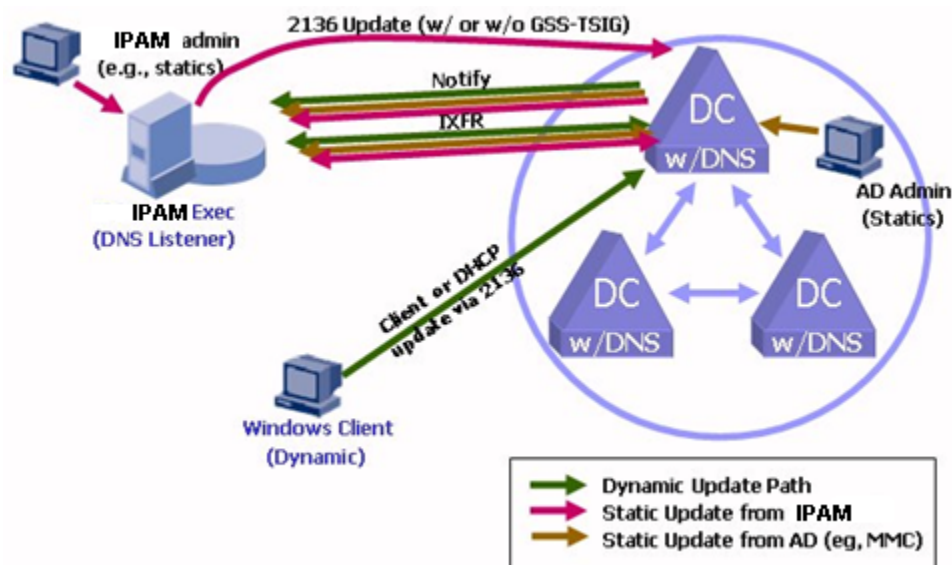 2136 Update (w/ or w/o GSS-TSIG)
IPAM admin
(e.g., statics)
Notify
IXFR
IPAM Exec
(DNS Listener)
DC
w/DNS
AD Admin
(Statics)
DC
w/DNS
DC
w/DNS
Client or DHCP
update via 2136
Windows Client
(Dynamic)
Dynamic Update Path
Static Update from IPAM
Static Update from AD (eg, MMC)